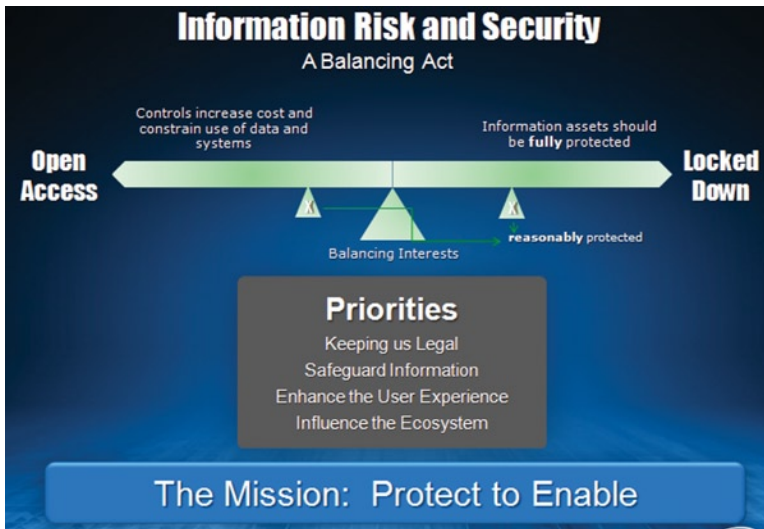 Information Risk and Security
A Balancing Act
Controls increase cost and
constrain use of data and
systems
Information assets should
be fully protected
Open
Access
Locked
Down
X
X
reasonably protected
Balancing Interests
Priorities
Keeping us Legal
Safeguard Information
Enhance the User Experience
Influence the Ecosystem
The Mission: Protect to Enable